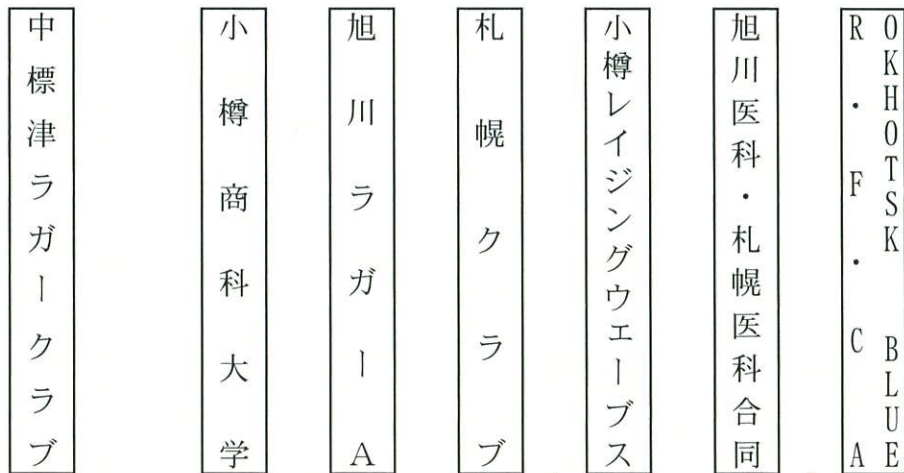 OKHOTSK BLUE
R・F・C A
旭川医科・札幌医科合同
小樽レイジングウェーブス
札幌クラブ
旭川ラガーA
小樽商科大学
中標津ラガークラブ